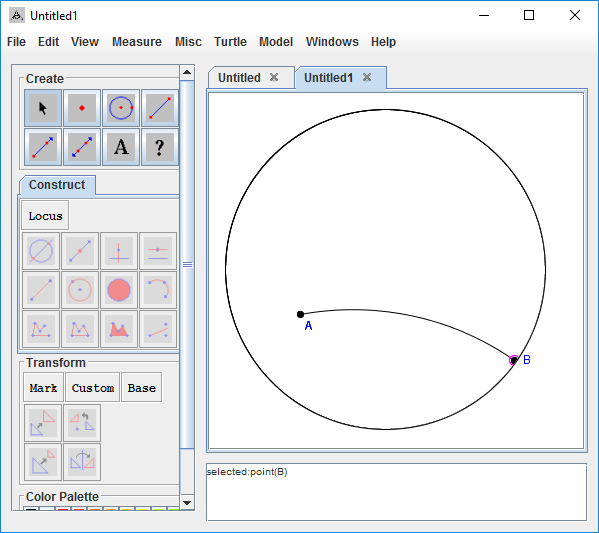 Untitled1
File Edit View Measure Misc Turtle Model Windows Help
Create
A ?
Construct
Locus
Transform
Mark Custom Base
Color Palette
Untitled Untitled1
A
B
selected:point(B)